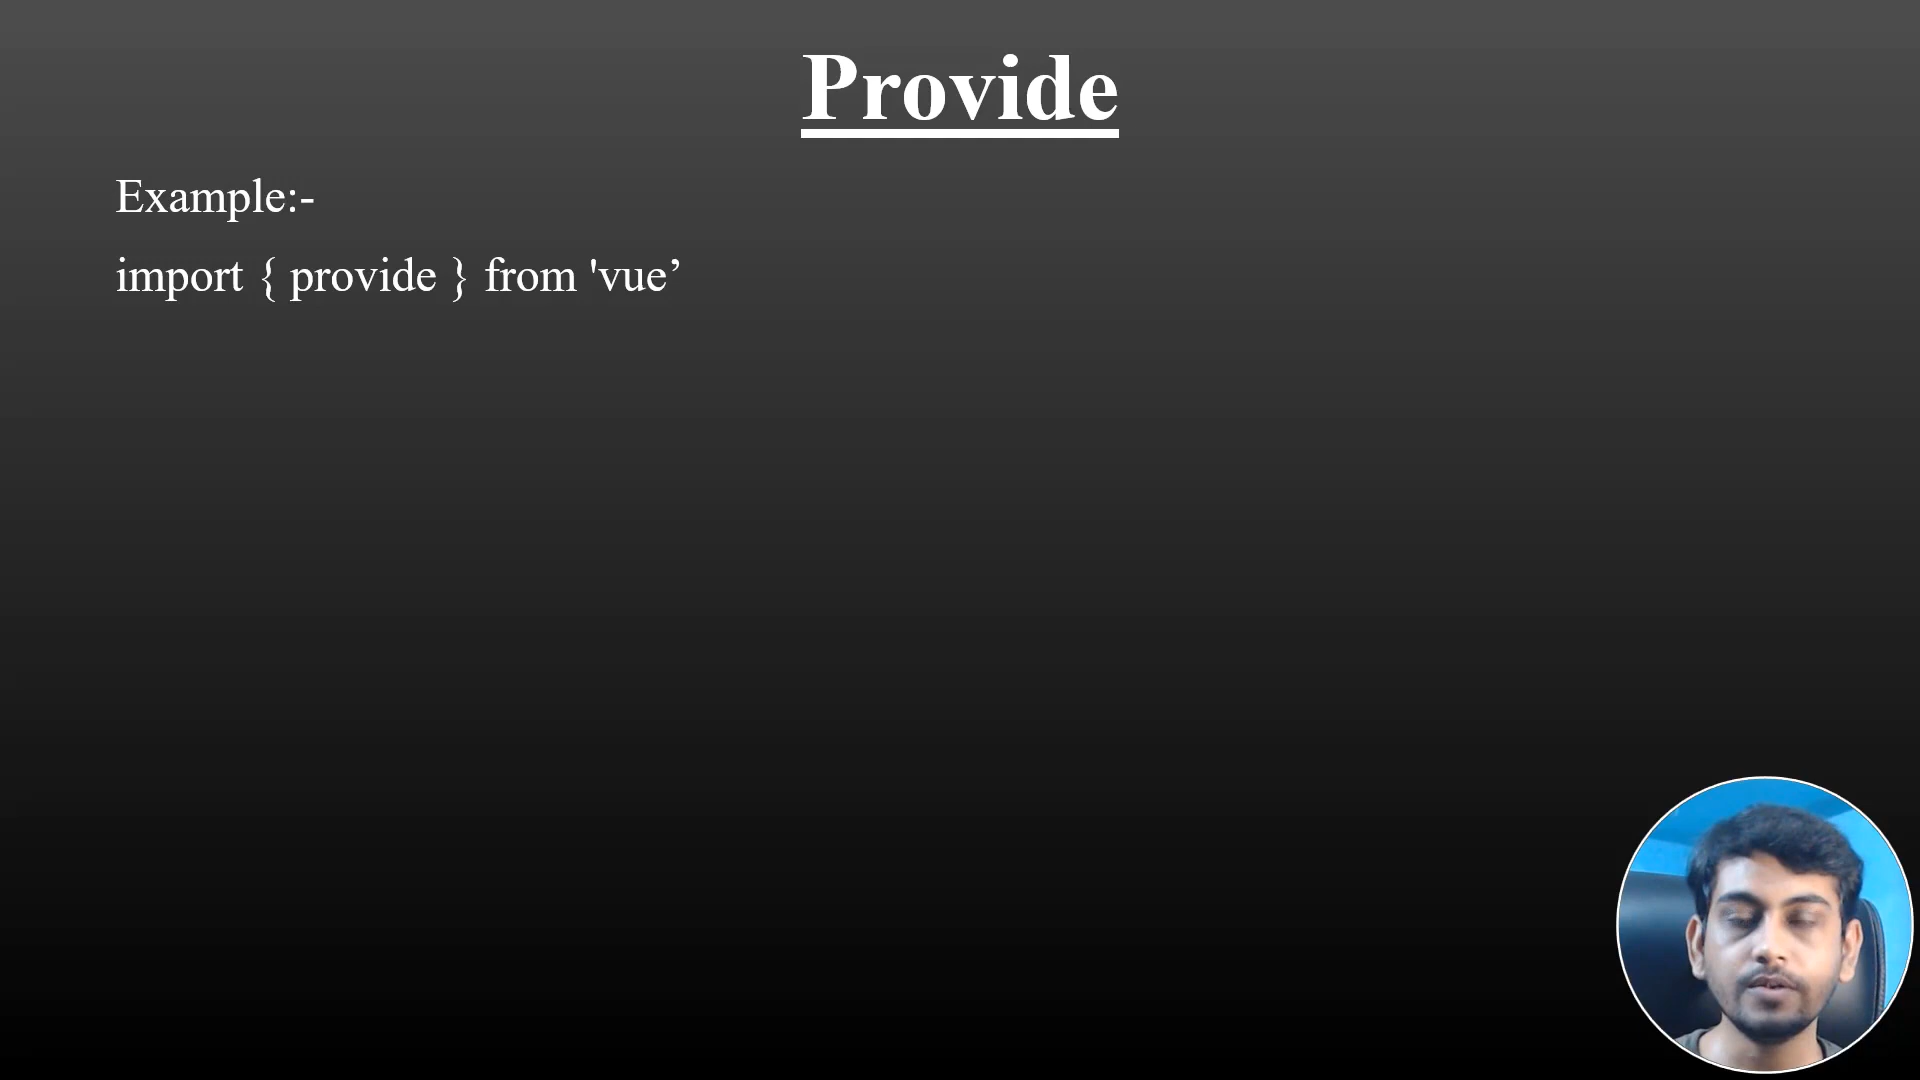 Provide
Example:-
import { provide } from 'vue’